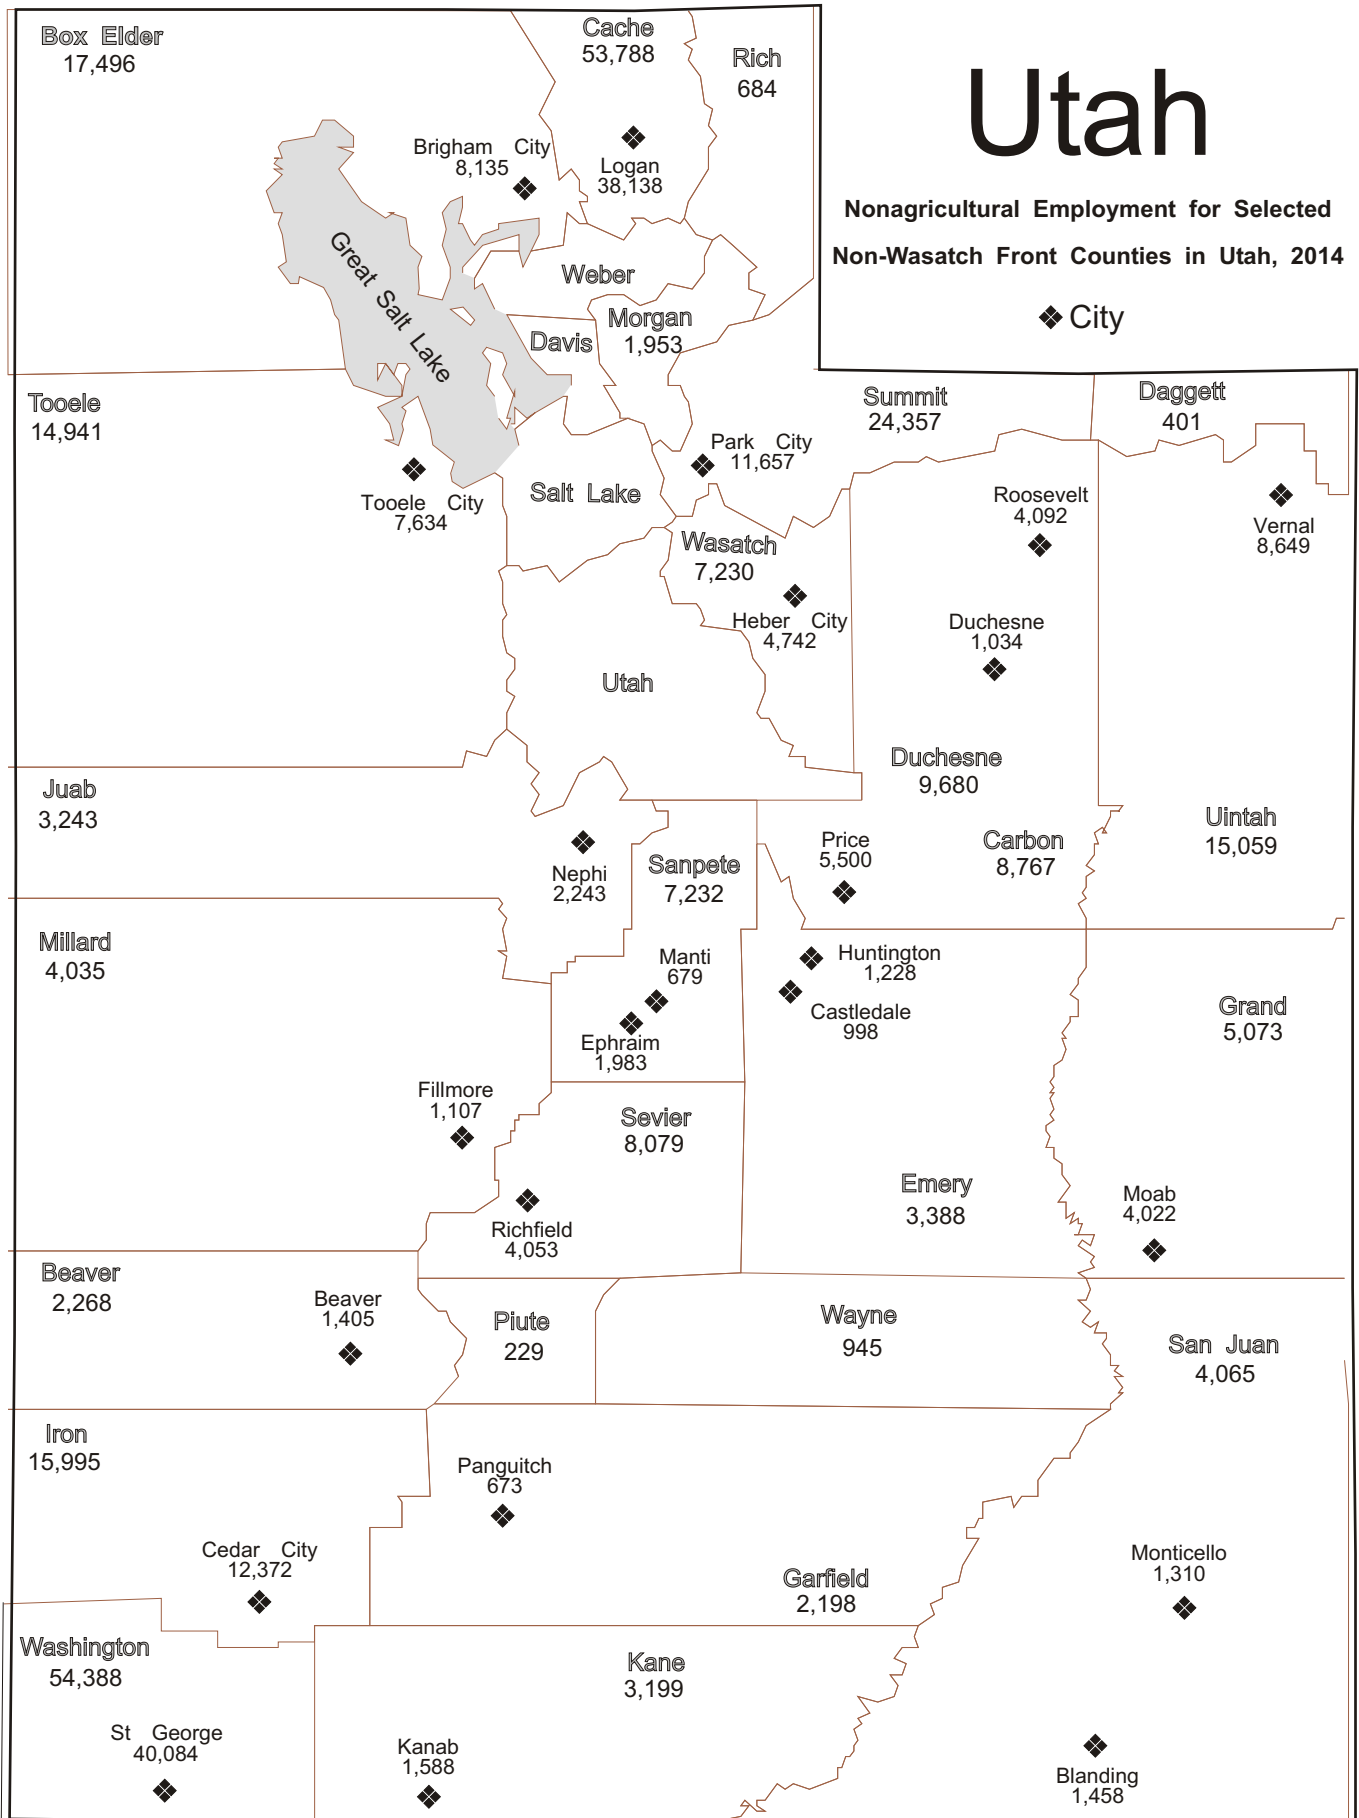 Utah
Nonagricultural Employment for Selected
Non-Wasatch Front Counties in Utah, 2014
City
Box Elder
17,496
Cache
53,788
Rich
684
Brigham City
8,135
Logan
38,138
Great Salt Lake
Weber
Morgan
1,953
Davis
Tooele
14,941
Summit
24,357
Daggett
401
Park City
11,657
Tooele City
7,634
Salt Lake
Roosevelt
4,092
Vernal
8,649
Wasatch
7,230
Heber City
4,742
Duchesne
1,034
Utah
Duchesne
9,680
Juab
3,243
Uintah
15,059
Nephi
2,243
Sanpete
7,232
Price
5,500
Carbon
8,767
Millard
4,035
Manti
679
Huntington
1,228
Castledale
998
Grand
5,073
Ephraim
1,983
Fillmore
1,107
Sevier
8,079
Emery
3,388
Moab
4,022
Richfield
4,053
Beaver
2,268
Beaver
1,405
Piute
229
Wayne
945
San Juan
4,065
Iron
15,995
Panguitch
673
Cedar City
12,372
Garfield
2,198
Monticello
1,310
Washington
54,388
Kane
3,199
St George
40,084
Kanab
1,588
Blanding
1,458